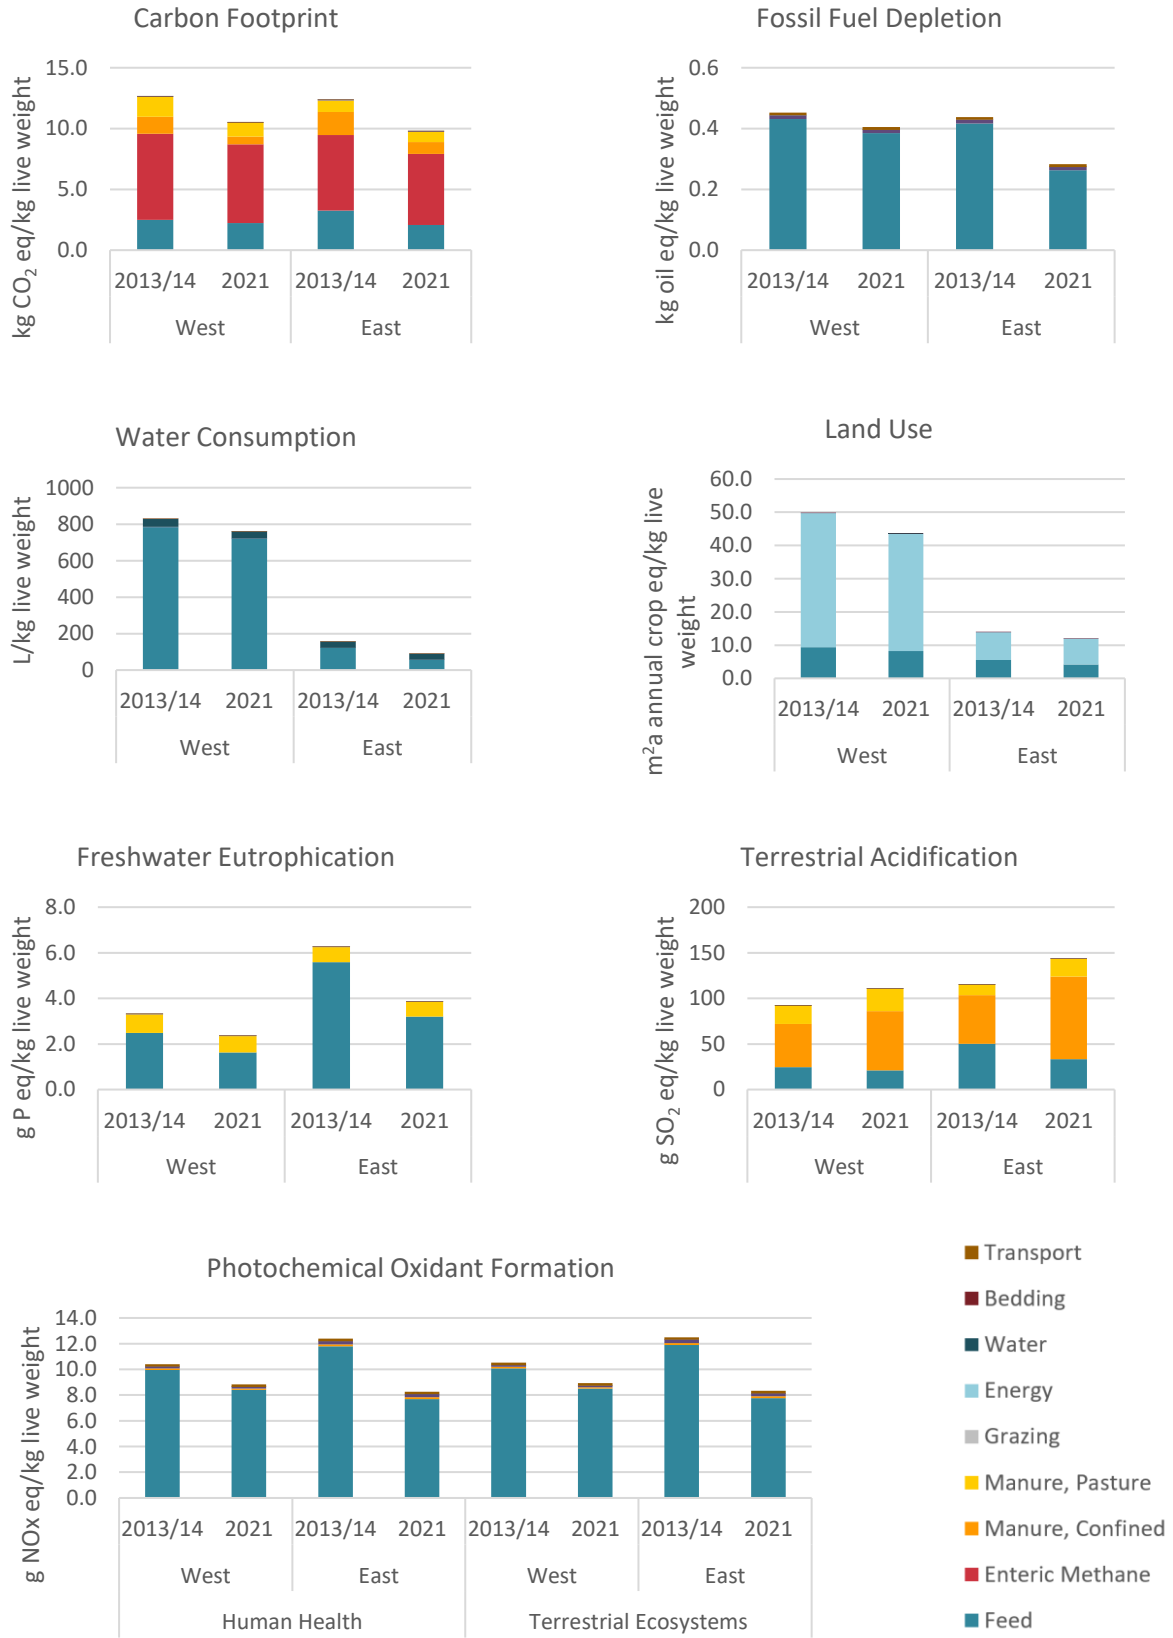 Carbon Footprint
kg CO₂ eq/kg live weight
15.0
10.0
5.0
0.0
2013/14 2021 2013/14 2021
West East
Fossil Fuel Depletion
kg oil eq/kg live weight
0.6
0.4
0.2
0.0
2013/14 2021 2013/14 2021
West East
Water Consumption
L/kg live weight
1000
800
600
400
200
0
2013/14 2021 2013/14 2021
West East
Land Use
m²a annual crop eq/kg live
weight
60.0
50.0
40.0
30.0
20.0
10.0
0.0
2013/14 2021 2013/14 2021
West East
Freshwater Eutrophication
g P eq/kg live weight
8.0
6.0
4.0
2.0
0.0
2013/14 2021 2013/14 2021
West East
Terrestrial Acidification
g SO₂ eq/kg live weight
200
150
100
50
0
2013/14 2021 2013/14 2021
West East
Photochemical Oxidant Formation
g NOx eq/kg live weight
14.0
12.0
10.0
8.0
6.0
4.0
2.0
0.0
2013/14 2021 2013/14 2021 2013/14 2021 2013/14 2021
West East West East
Human Health Terrestrial Ecosystems
Transport
Bedding
Water
Energy
Grazing
Manure, Pasture
Manure, Confined
Enteric Methane
Feed